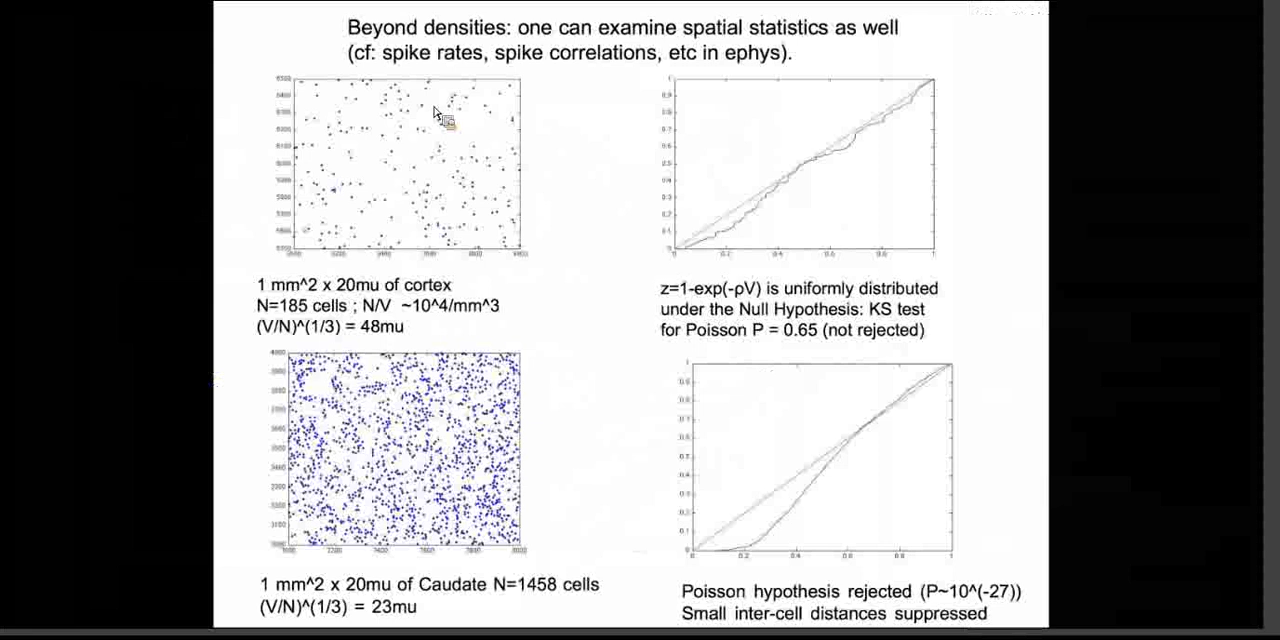 Beyond densities: one can examine spatial statistics as well
(cf: spike rates, spike correlations, etc in ephys).
1 mm^2 x 20mu of cortex
N=185 cells ; N/V ~10^4/mm^3
(V/N)^(1/3) = 48mu
z=1-exp(-ρV) is uniformly distributed
under the Null Hypothesis: KS test
for Poisson P = 0.65 (not rejected)
1 mm^2 x 20mu of Caudate N=1458 cells
(V/N)^(1/3) = 23mu
Poisson hypothesis rejected (P~10^(-27))
Small inter-cell distances suppressed